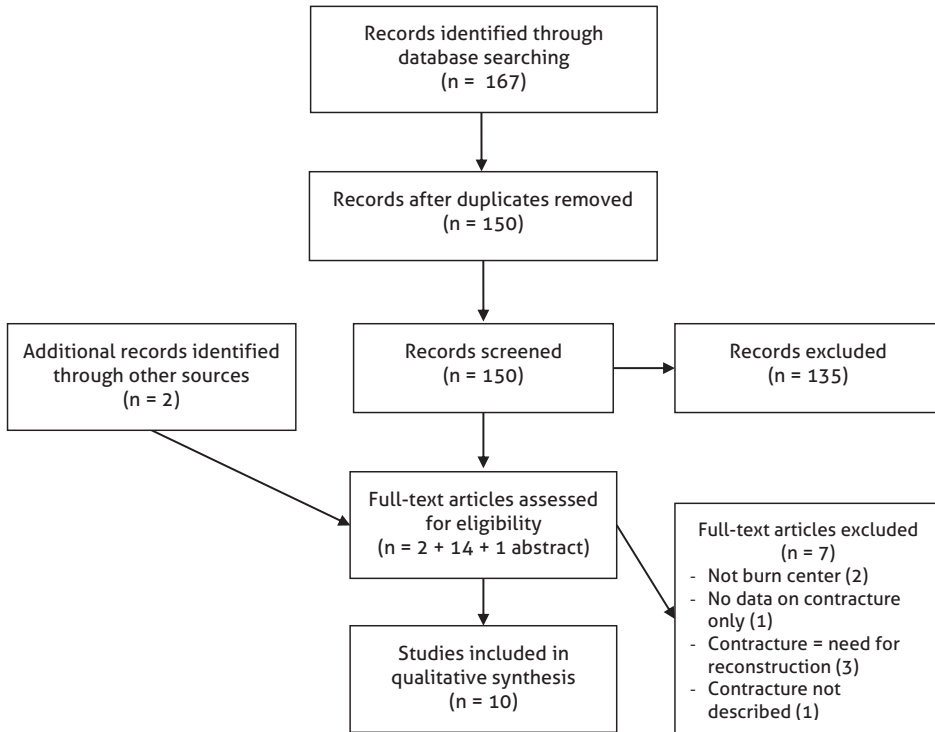 Records identified through
database searching
(n = 167)
Records after duplicates removed
(n = 150)
Additional records identified
through other sources
(n = 2)
Records screened
(n = 150)
Records excluded
(n = 135)
Full-text articles assessed
for eligibility
(n = 2 + 14 + 1 abstract)
Full-text articles excluded
(n = 7)
- Not burn center (2)
- No data on contracture
only (1)
- Contracture = need for
reconstruction (3)
- Contracture not
described (1)
Studies included in
qualitative synthesis
(n = 10)